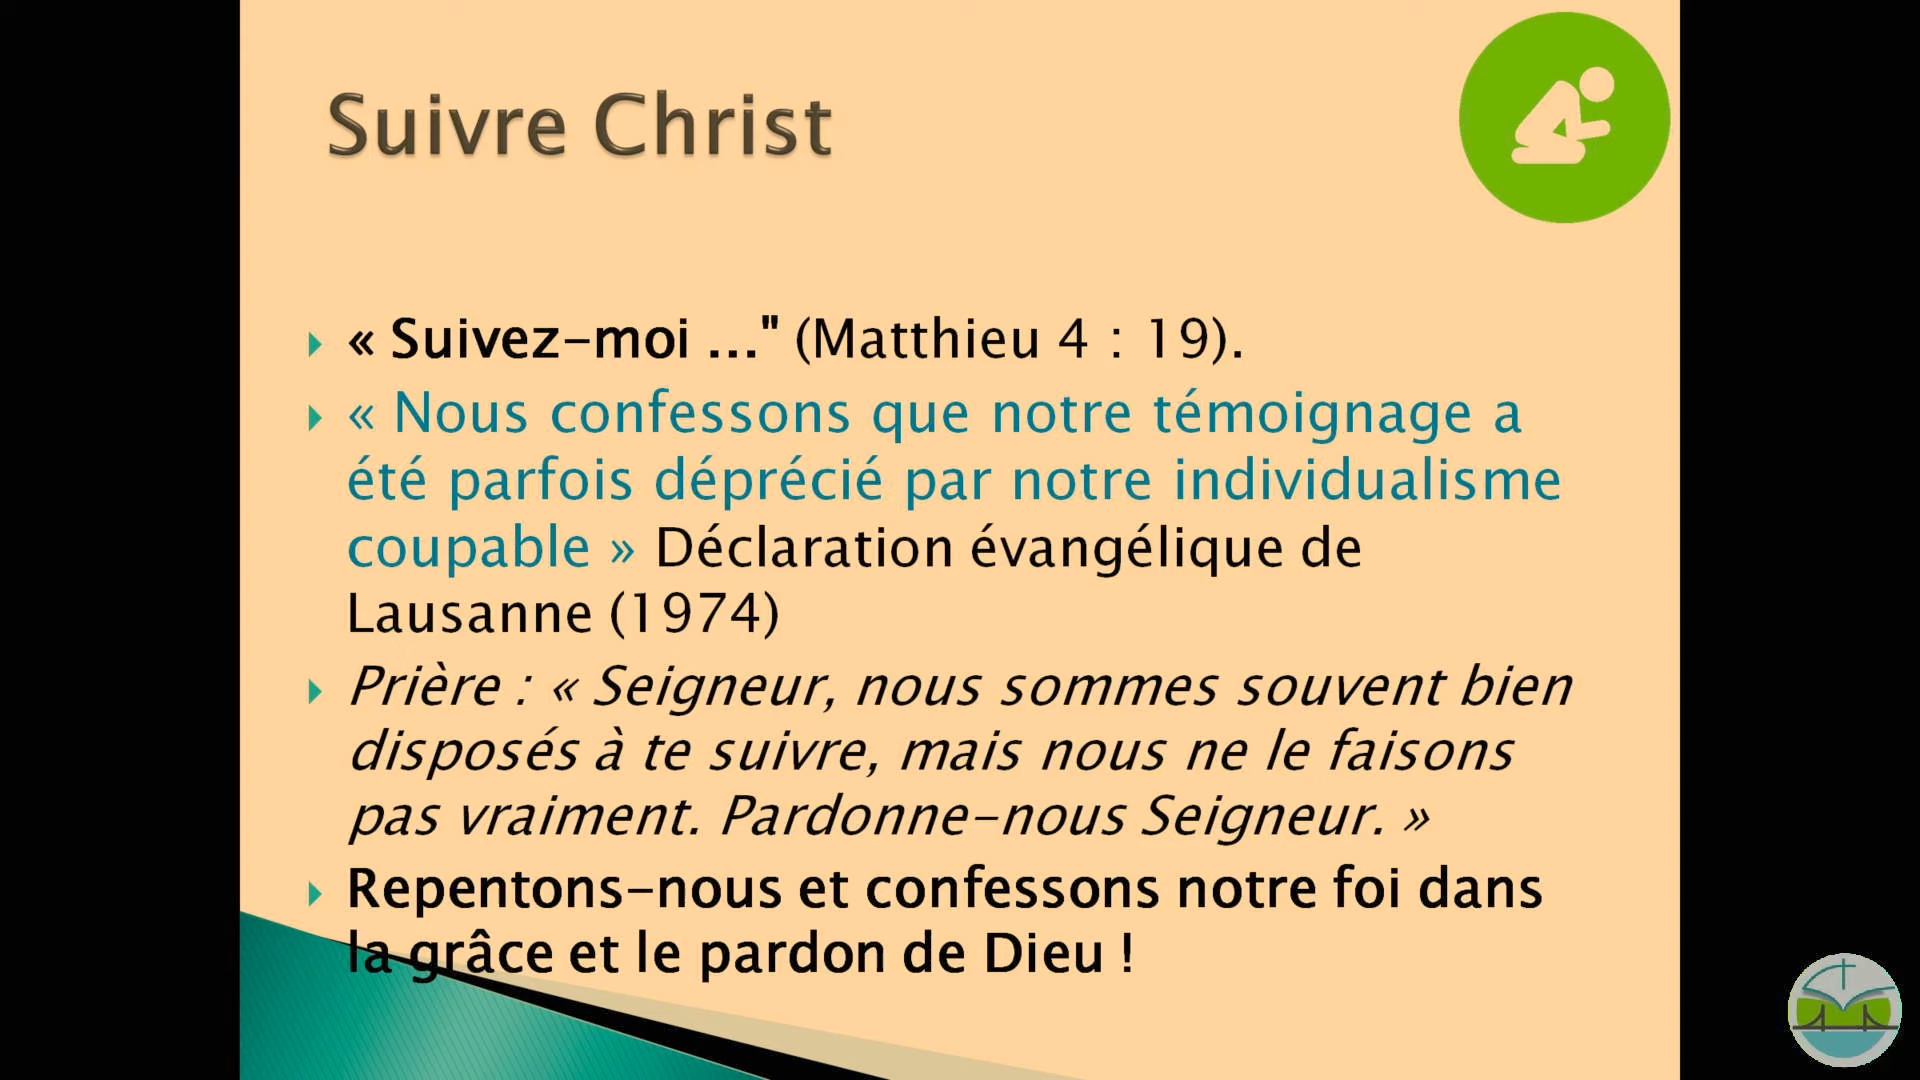 Suivre Christ
« Suivez-moi ..." (Matthieu 4 : 19).
« Nous confessons que notre témoignage a
été parfois déprécié par notre individualisme
coupable » Déclaration évangélique de
Lausanne (1974)
Prière : « Seigneur, nous sommes souvent bien
disposés à te suivre, mais nous ne le faisons
pas vraiment. Pardonne-nous Seigneur. »
Repentons-nous et confessons notre foi dans
la grâce et le pardon de Dieu !